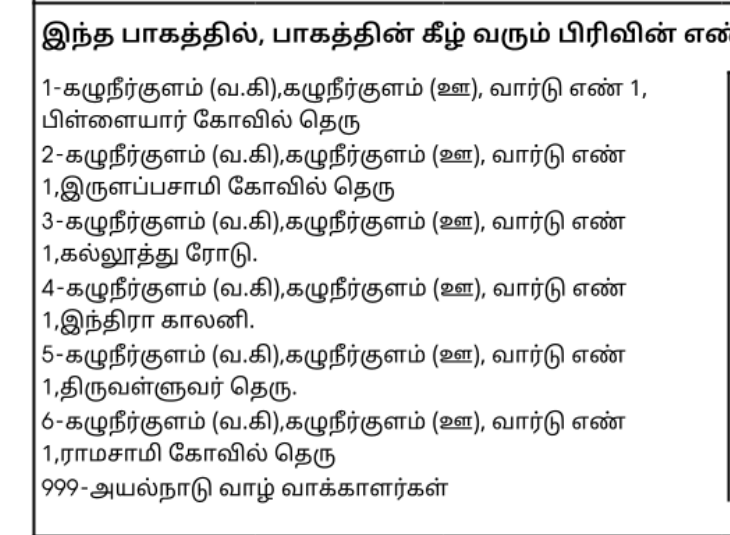 இந்த பாகத்தில், பாகத்தின் கீழ் வரும் பிரிவின்
1-கழுநீர்குளம் (வ.கி),கழுநீர்குளம் (ஊ), வார்டு எண் 1,
பிள்ளையார் கோவில் தெரு
2-கழுநீர்குளம் (வ.கி),கழுநீர்குளம் (ஊ), வார்டு எண்
1,இருளப்பசாமி கோவில் தெரு
3-கழுநீர்குளம் (வ.கி),கழுநீர்குளம் (ஊ), வார்டு எண்
1,கல்லூத்து ரோடு.
4-கழுநீர்குளம் (வ.கி),கழுநீர்குளம் (ஊ), வார்டு எண்
1,இந்திரா காலனி.
5-கழுநீர்குளம் (வ.கி),கழுநீர்குளம் (ஊ), வார்டு எண்
1,திருவள்ளுவர் தெரு.
6-கழுநீர்குளம் (வ.கி),கழுநீர்குளம் (ஊ), வார்டு எண்
1,ராமசாமி கோவில் தெரு
999-அயல்நாடு வாழ் வாக்காளர்கள்